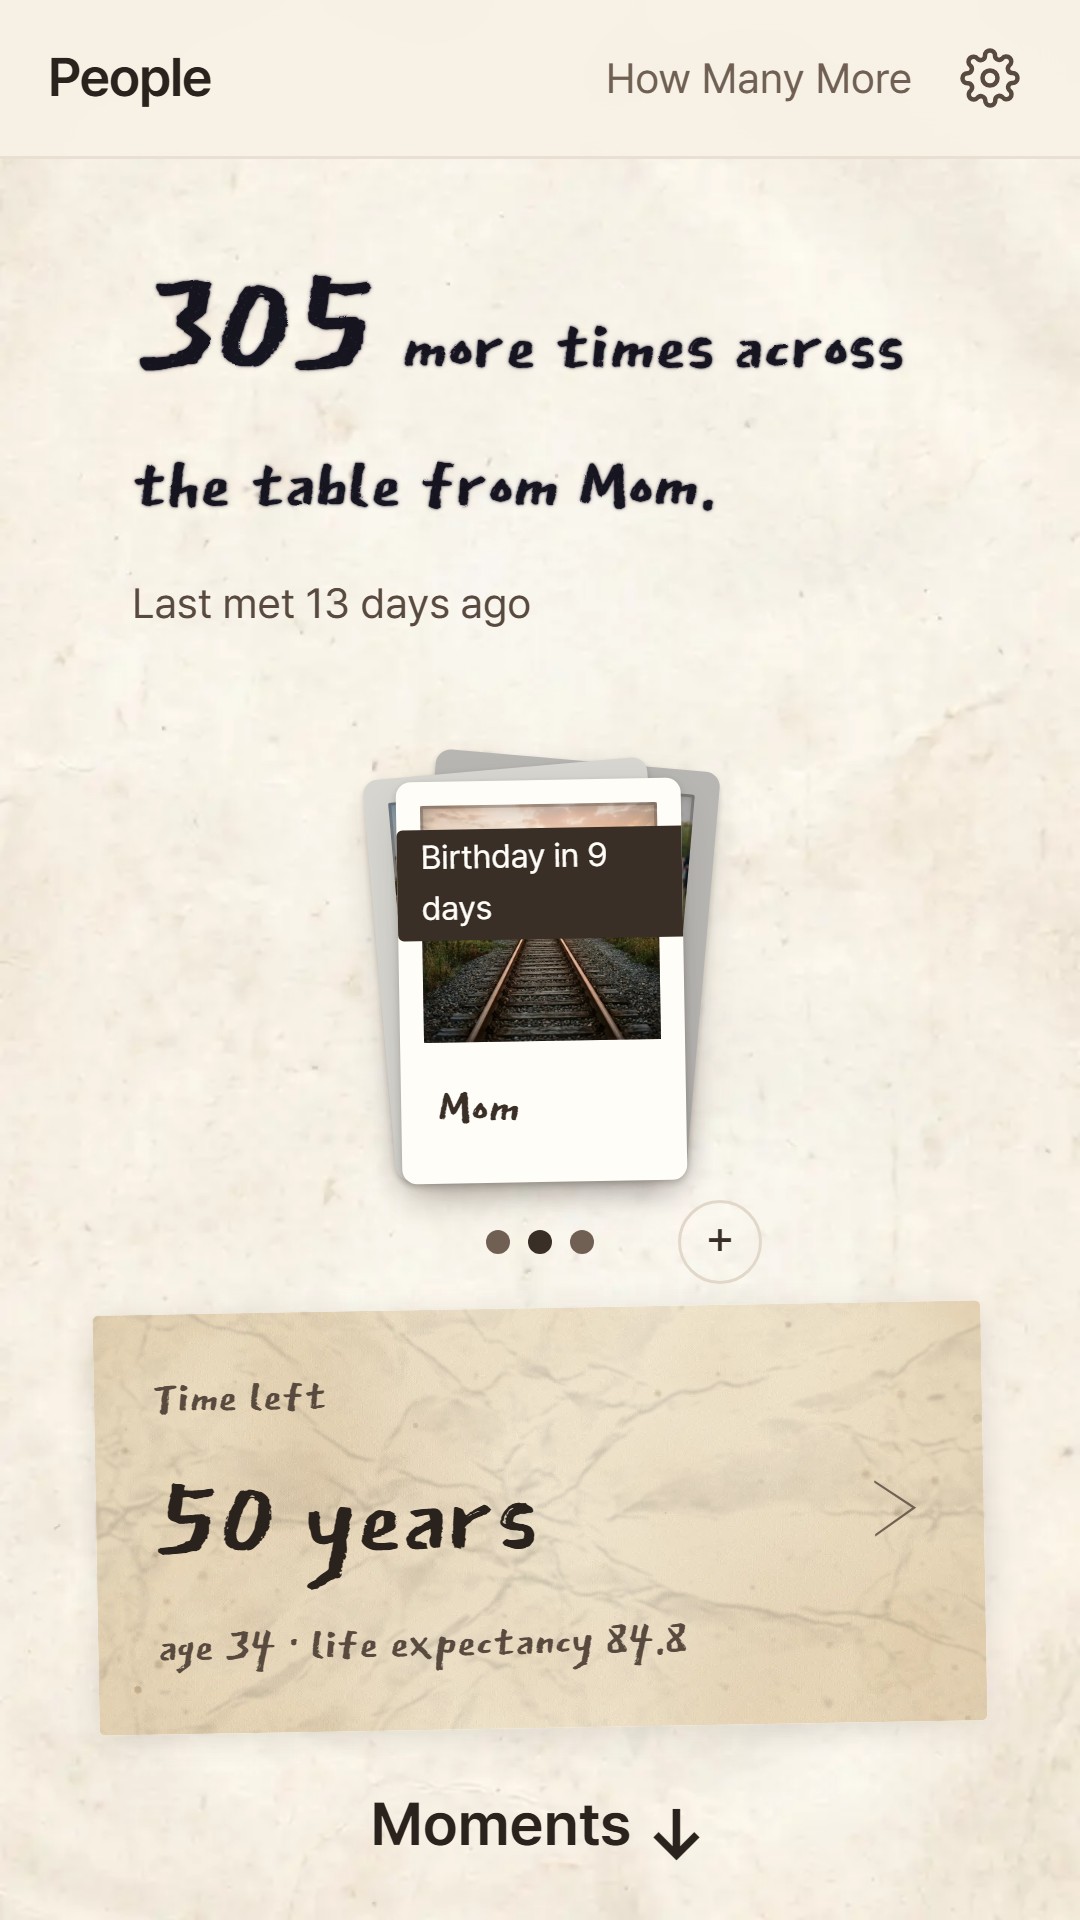 People
How Many More
305 more times across
the table from Mom.
Last met 13 days ago
Birthday in 9
days
Mom
+
Time left
50 years
age 34 · life expectancy 84.8
Moments ↓